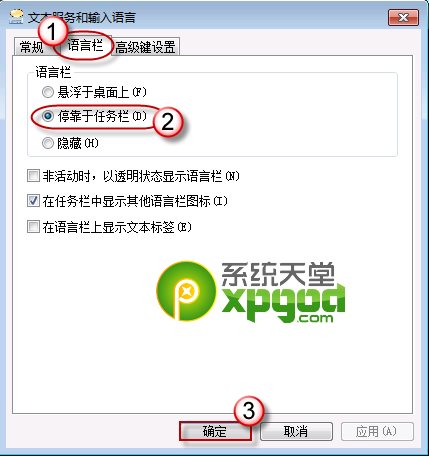 文本服务和输入语言
①
常规 语言栏 高级键设置
语言栏
悬浮于桌面上(F)
停靠于任务栏(D) ②
隐藏(H)
非活动时，以透明状态显示语言栏(N)
在任务栏中显示其他语言栏图标(I)
在语言栏上显示文本标签(E)
系统天堂
xpgod
.com
③
确定 取消 应用(A)